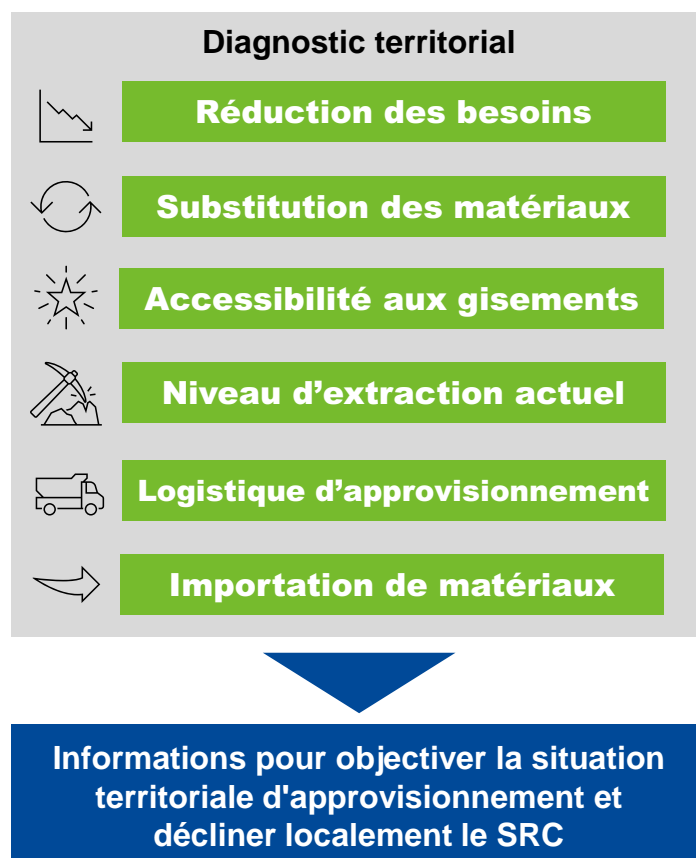 Diagnostic territorial
Réduction des besoins
Substitution des matériaux
Accessibilité aux gisements
Niveau d’extraction actuel
Logistique d’approvisionnement
Importation de matériaux
Informations pour objectiver la situation
territoriale d'approvisionnement et
décliner localement le SRC